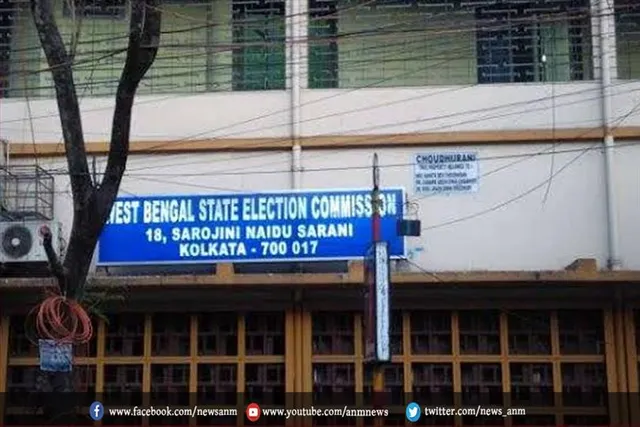 CHOUDHURANI
WEST BENGAL STATE ELECTION COMMISSION
18, SAROJINI NAIDU SARANI
KOLKATA - 700 017
www.facebook.com/newsanm
www.youtube.com/anmnews
twitter.com/news_anm